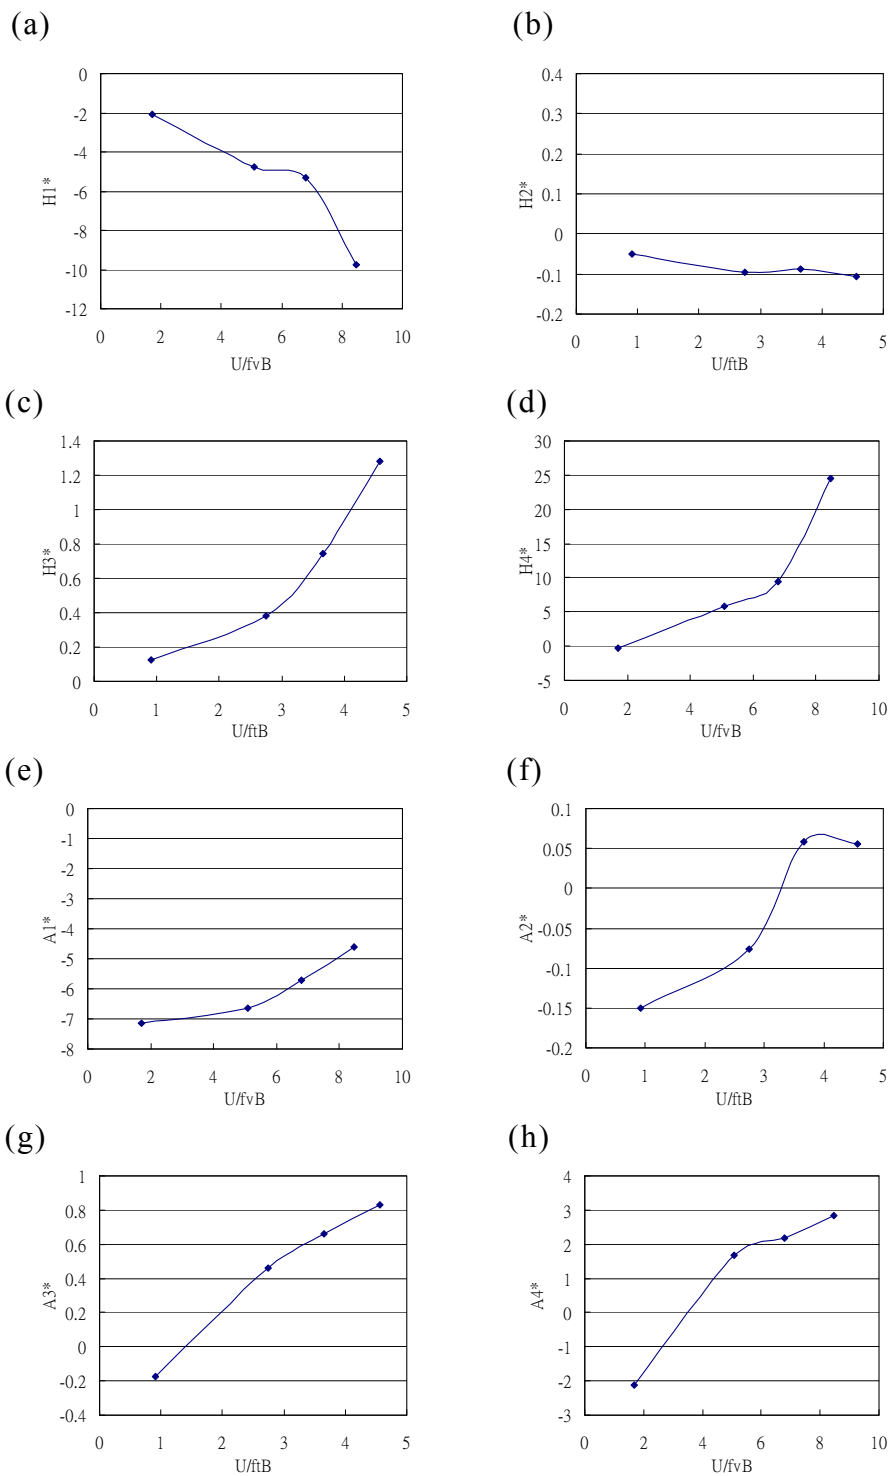 (a)
0
-2
-4
-6
-8
-10
-12
H1*
0 2 4 6 8 10
U/fvB
(b)
0.4
0.3
0.2
0.1
0
-0.1
-0.2
H2*
0 1 2 3 4 5
U/ftB
(c)
1.4
1.2
1
0.8
0.6
0.4
0.2
0
H3*
0 1 2 3 4 5
U/ftB
(d)
30
25
20
15
10
5
0
-5
H4*
0 2 4 6 8 10
U/fvB
(e)
0
-1
-2
-3
-4
-5
-6
-7
-8
A1*
0 2 4 6 8 10
U/fvB
(f)
0.1
0.05
0
-0.05
-0.1
-0.15
-0.2
A2*
0 1 2 3 4 5
U/ftB
(g)
1
0.8
0.6
0.4
0.2
0
-0.2
-0.4
A3*
0 1 2 3 4 5
U/ftB
(h)
4
3
2
1
0
-1
-2
-3
A4*
0 2 4 6 8 10
U/fvB